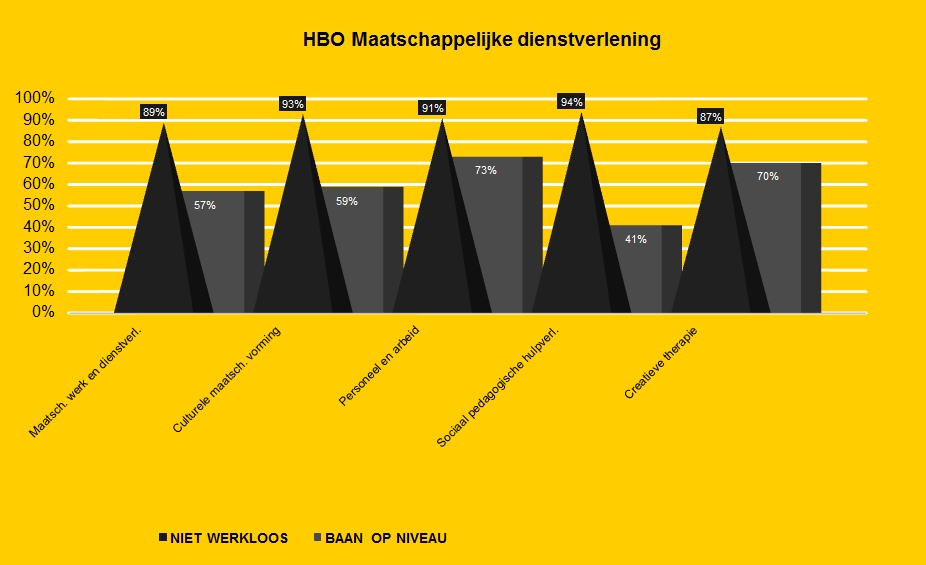 HBO Maatschappelijke dienstverlening
100%
90%
80%
70%
60%
50%
40%
30%
20%
10%
0%
89%
93%
91%
94%
87%
57%
59%
73%
41%
70%
Maatsch. werk en dienstverl.
Culturele maatsch. vorming
Personeel en arbeid
Sociaal pedagogische hulpverl.
Creatieve therapie
NIET WERKLOOS
BAAN OP NIVEAU